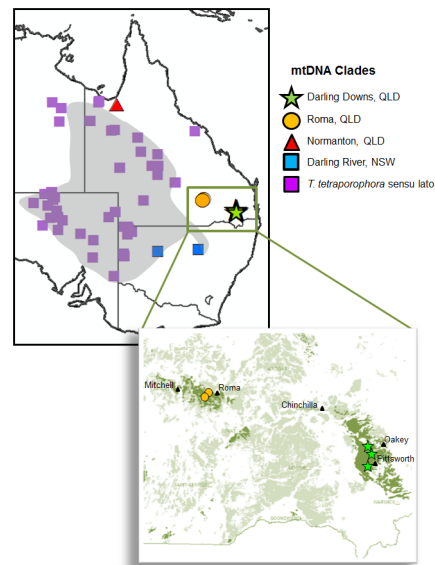 mtDNA Clades
Darling Downs, QLD
Roma, QLD
Normanton, QLD
Darling River, NSW
T. tetraporophora sensu lato
Mitchell
Roma
Chinchilla
Oakey
Pittsworth